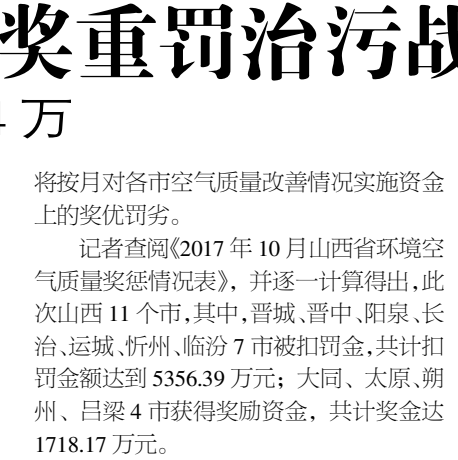 奖重罚治污战
4 万
将按月对各市空气质量改善情况实施资金
上的奖优罚劣。
记者查阅《2017 年 10 月山西省环境空
气质量奖惩情况表》，并逐一计算得出，此
次山西 11 个市，其中，晋城、晋中、阳泉、长
治、运城、忻州、临汾 7 市被扣罚金，共计扣
罚金额达到 5356.39 万元；大同、太原、朔
州、吕梁 4 市获得奖励资金，共计奖金达
1718.17 万元。